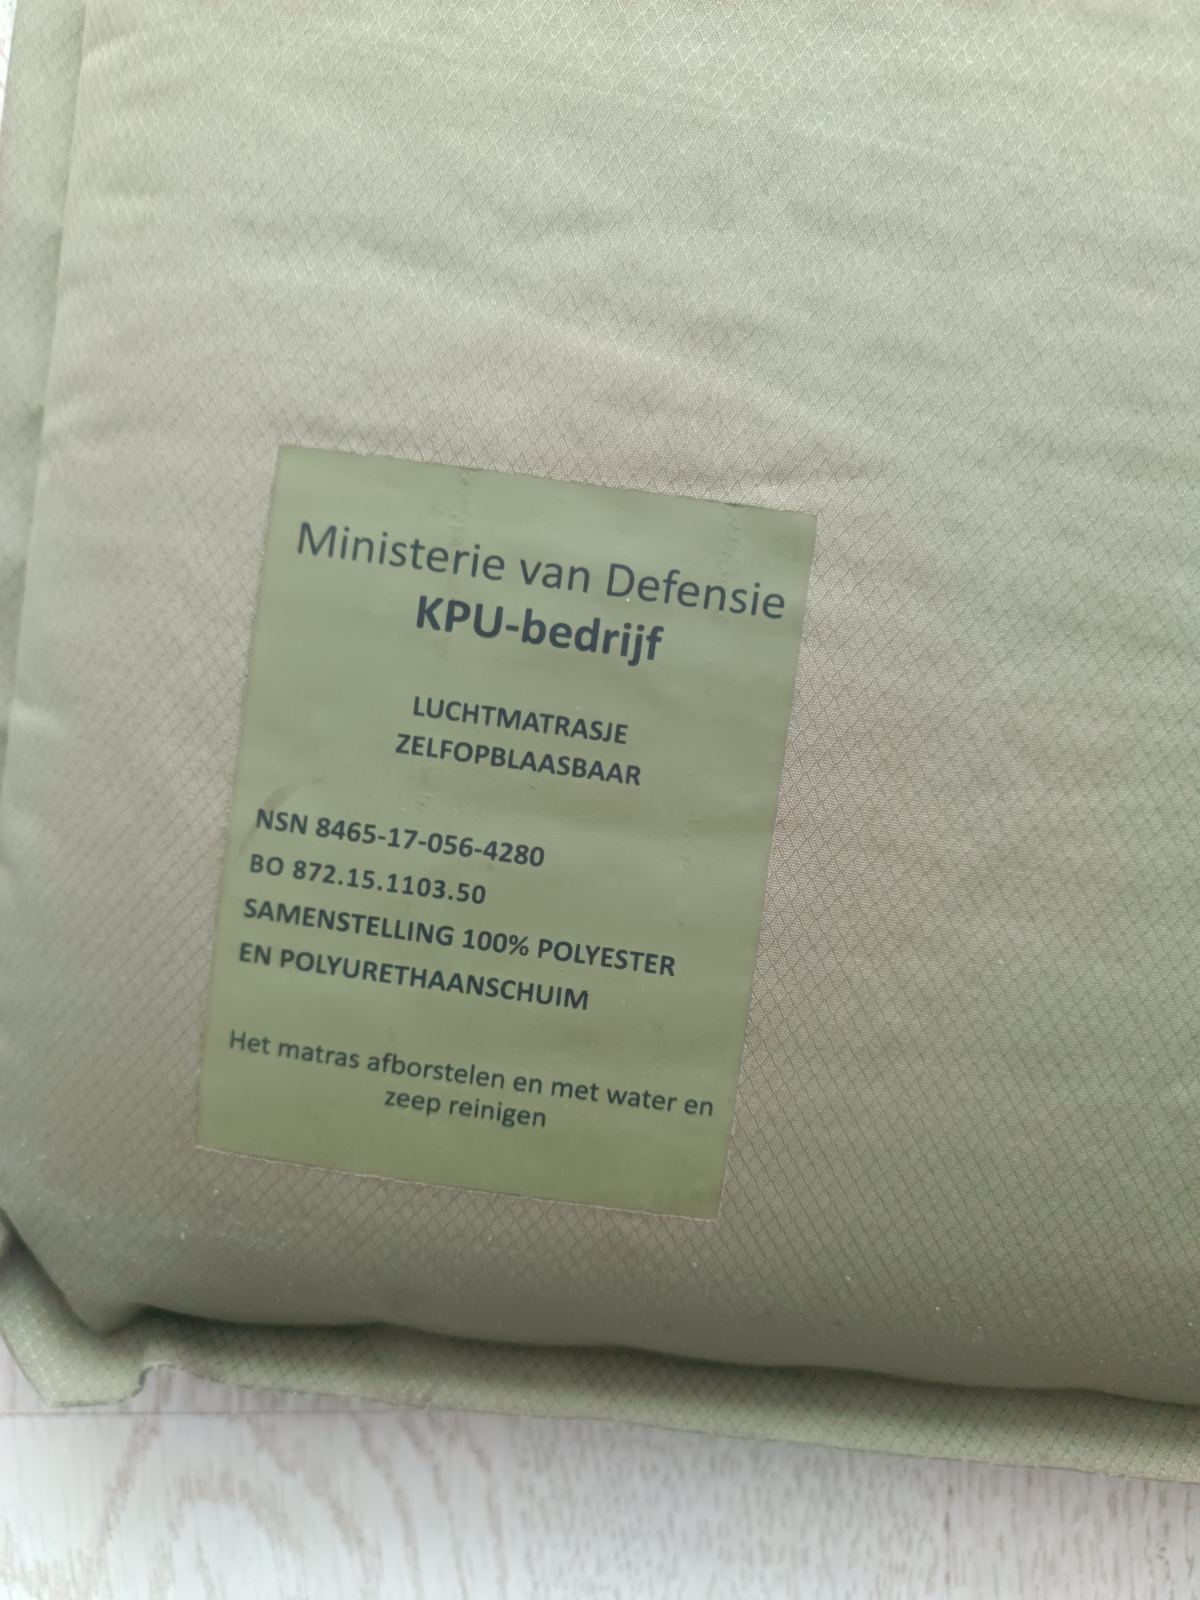 Ministerie van Defensie
KPU-bedrijf
LUCHTMATRASJE
ZELFOPBLAASBAAR
NSN 8465-17-056-4280
BO 872.15.1103.50
SAMENSTELLING 100% POLYESTER
EN POLYURETHAANSCHUIM
Het matras afborstelen en met water en
zeep reinigen